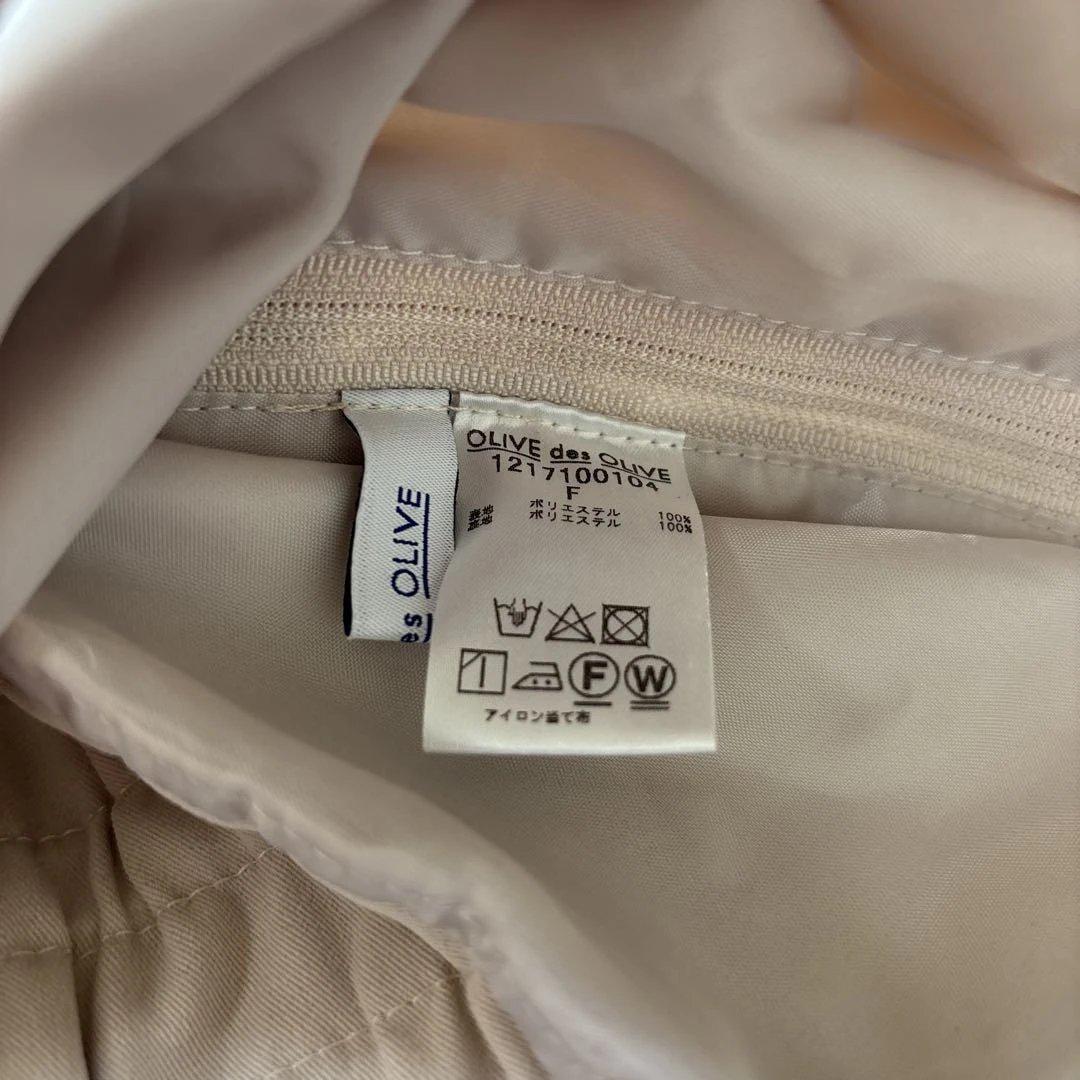 OLIVE des OLIVE
1217100104
F
表地 ポリエステル 100%
裏地 ポリエステル 100%
F W
アイロン当て布
es OLIVE